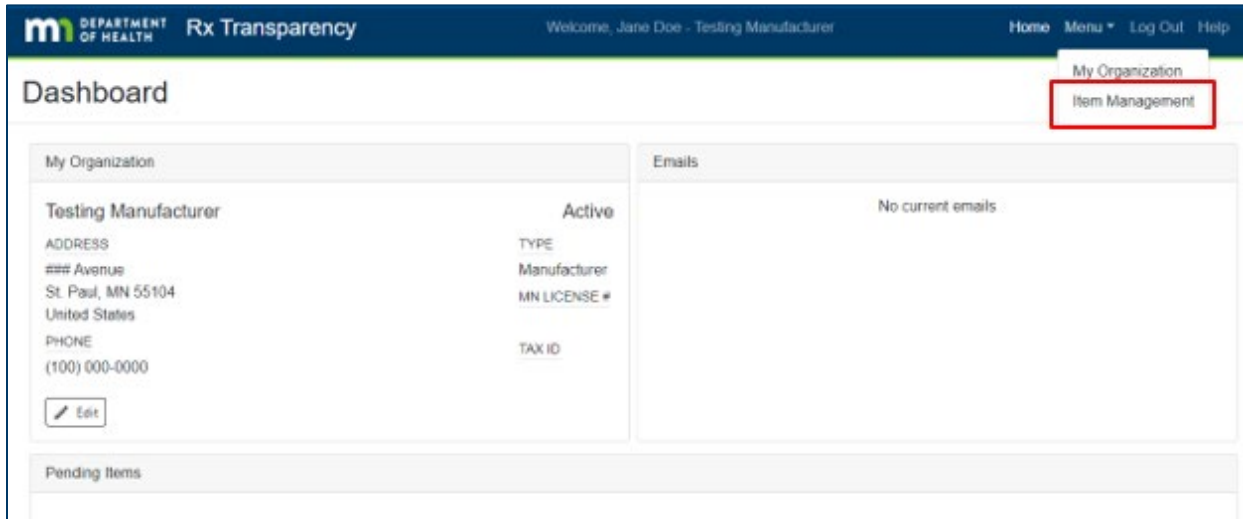 DEPARTMENT OF HEALTH Rx Transparency Welcome, Jane Doe - Testing Manufacturer Home Menu Log Out Help
My Organization
Item Management
Dashboard
My Organization
Testing Manufacturer Active
ADDRESS
### Avenue
St. Paul, MN 55104
United States
PHONE
(100) 000-0000
TYPE
Manufacturer
MN LICENSE #
TAX ID
Edit
Emails
No current emails
Pending Items